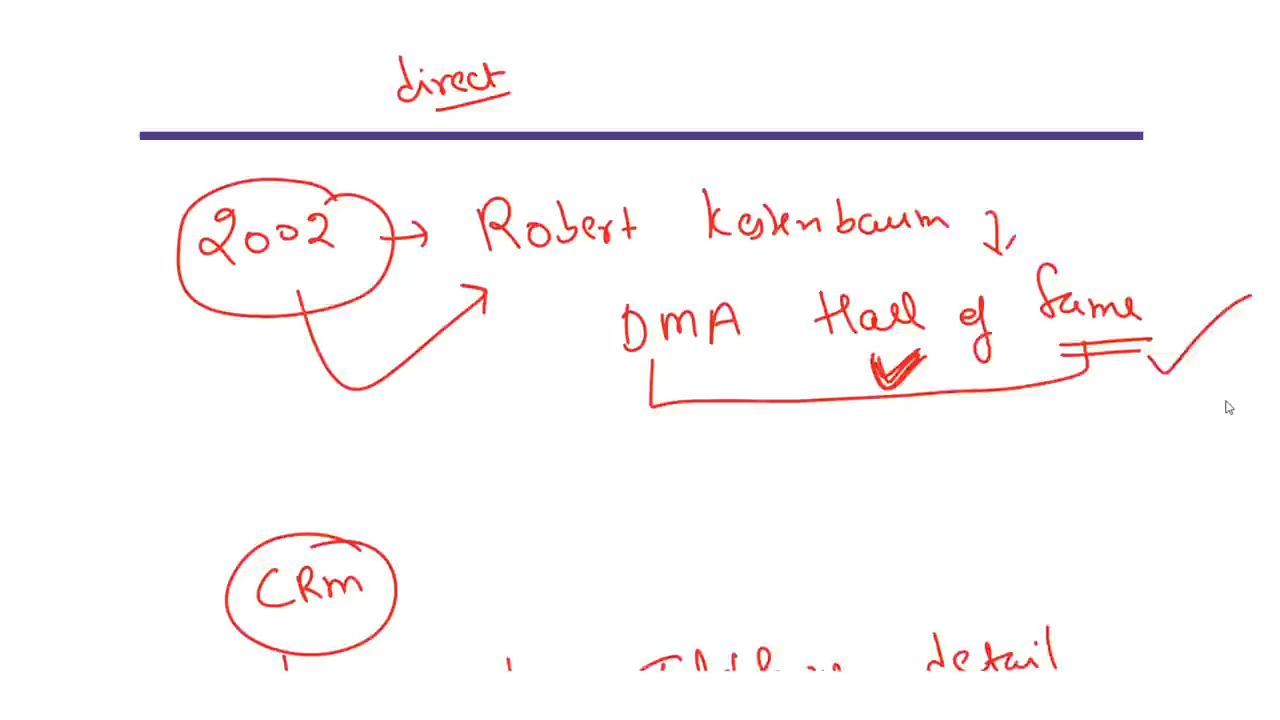 direct
2002 → Robert Kestenbaum
DMA Hall of fame
CRm
detail